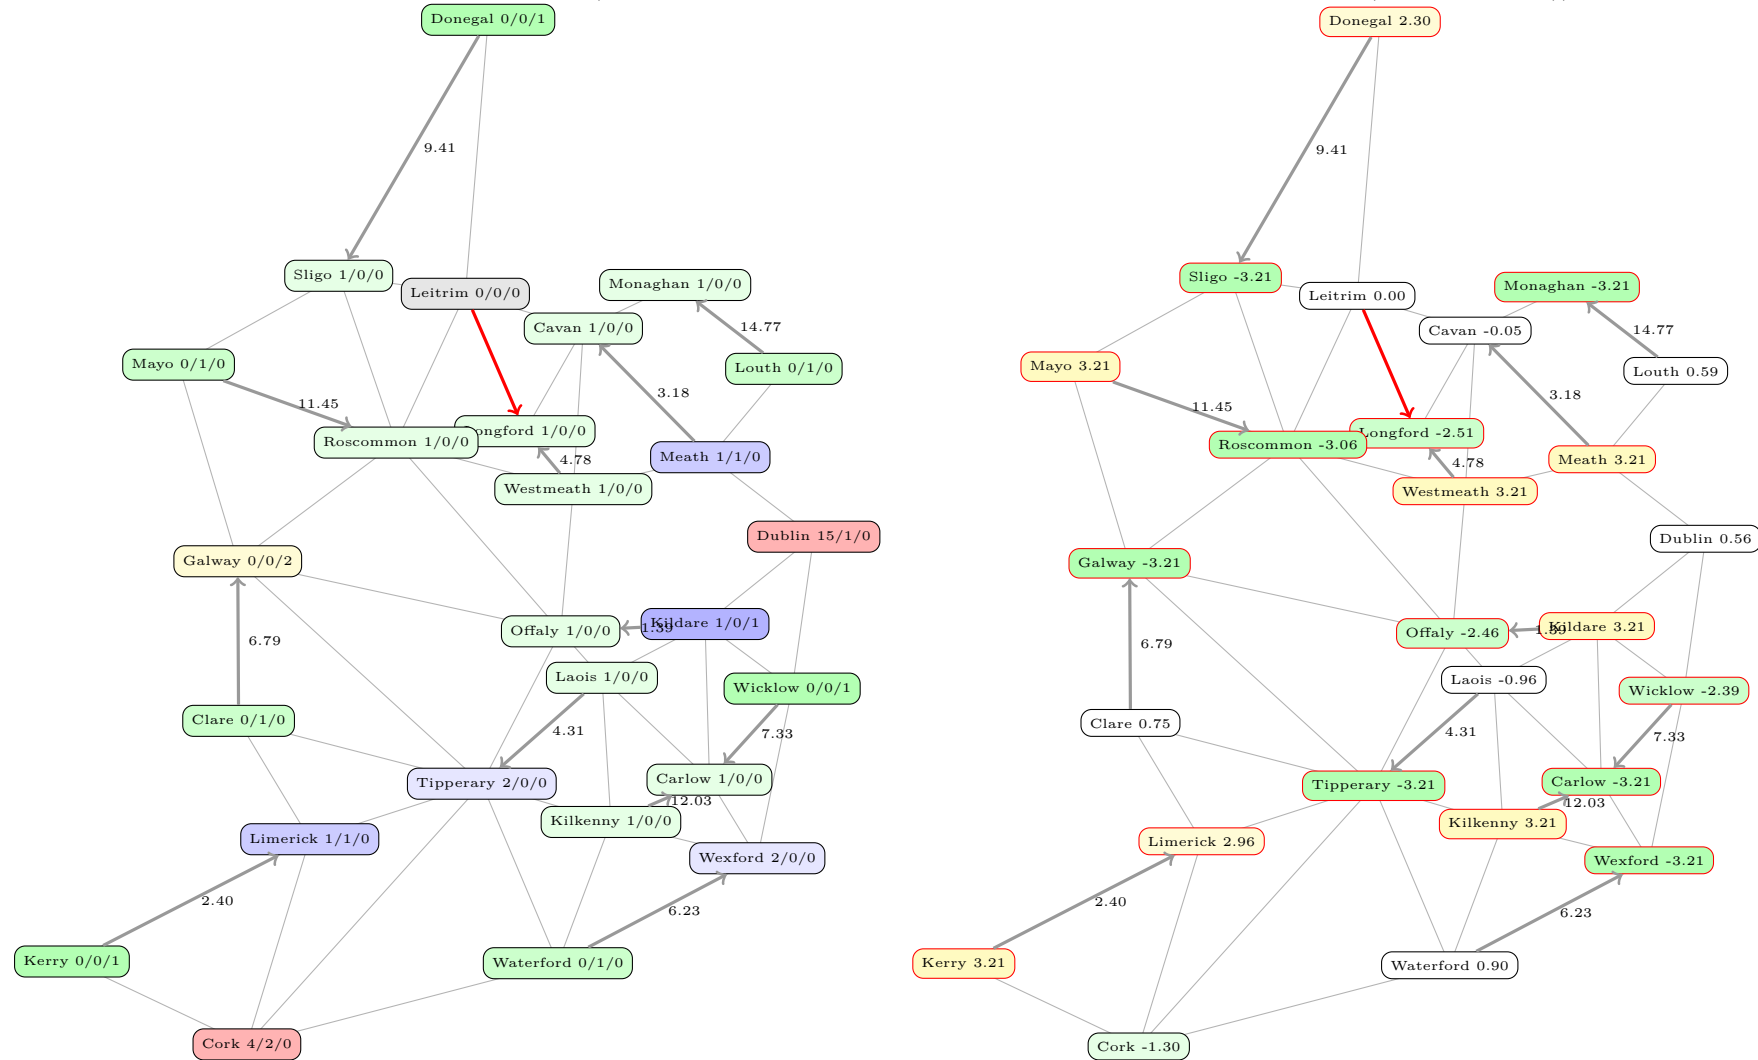 Donegal 0/0/1
9.41
Sligo 1/0/0
Leitrim 0/0/0
Monaghan 1/0/0
Cavan 1/0/0
14.77
Mayo 0/1/0
Louth 0/1/0
3.18
11.45
Longford 1/0/0
Roscommon 1/0/0
Meath 1/1/0
4.78
Westmeath 1/0/0
Dublin 15/1/0
Galway 0/0/2
Kildare 1/0/1
1.39
Offaly 1/0/0
6.79
Laois 1/0/0
Wicklow 0/0/1
Clare 0/1/0
4.31
7.33
Tipperary 2/0/0
Carlow 1/0/0
12.03
Kilkenny 1/0/0
Limerick 1/1/0
Wexford 2/0/0
2.40
6.23
Kerry 0/0/1
Waterford 0/1/0
Cork 4/2/0
Donegal 2.30
9.41
Sligo -3.21
Leitrim 0.00
Monaghan -3.21
Cavan -0.05
14.77
Mayo 3.21
Louth 0.59
3.18
11.45
Longford -2.51
Roscommon -3.06
Meath 3.21
4.78
Westmeath 3.21
Dublin 0.56
Galway -3.21
Kildare 3.21
1.39
Offaly -2.46
6.79
Laois -0.96
Wicklow -2.39
Clare 0.75
4.31
7.33
Tipperary -3.21
Carlow -3.21
12.03
Kilkenny 3.21
Limerick 2.96
Wexford -3.21
2.40
6.23
Kerry 3.21
Waterford 0.90
Cork -1.30